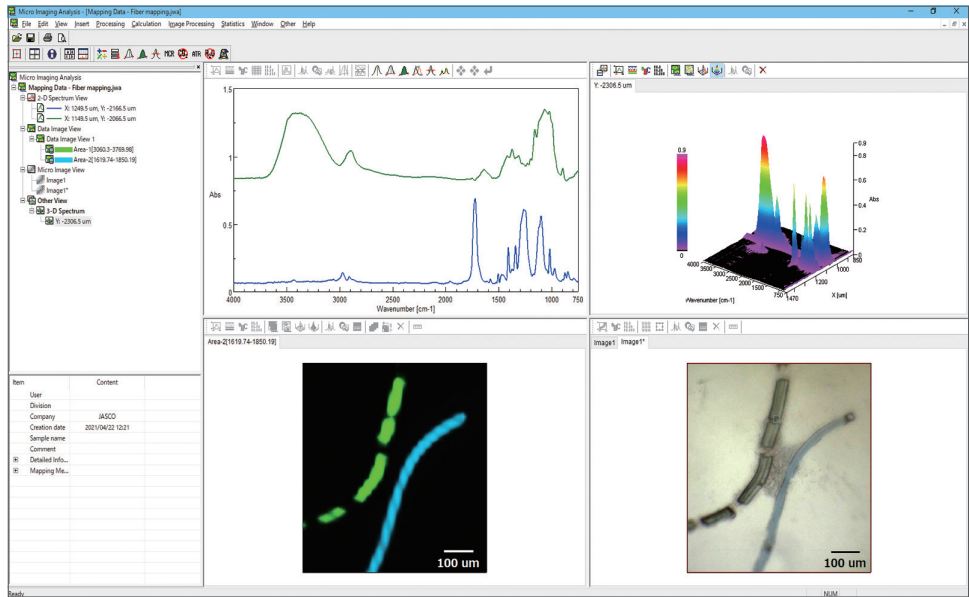 Micro Imaging Analysis - [Mapping Data - Fiber mapping.jwa]
File Edit View Insert Processing Calculation Image Processing Statistics Window Other Help
MCR ATR
Micro Imaging Analysis
Mapping Data - Fiber mapping.jwa
2-D Spectrum View
X: 1249.5 um, Y: -2166.5um
X: 1149.5 um, Y: -2066.5um
Data Image View
Data Image View 1
Area-1[3060.3-3769.98]
Area-2[1619.74-1850.19]
Micro Image View
Image1
Image1*
Other View
3-D Spectrum
Y: -2306.5 um
Item Content
User
Division
Company JASCO
Creation date 2021/04/22 12:21
Sample name
Comment
Detailed Info...
Mapping Me...
1.5
1
Abs
0.5
0
4000 3500 3000 2500 2000 1500 1000 750
Wavenumber [cm-1]
Y: -2306.5 um
0.9
0
0.9
0.8
0.6
Abs
0.4
0.2
0
4000 3500 3000 2500 2000 1500 750
850
1000
1200
1470
Wavenumber [cm-1]
X [um]
Area-2[1619.74-1850.19]
100 um
Image1 Image1*
100 um
Ready NUM